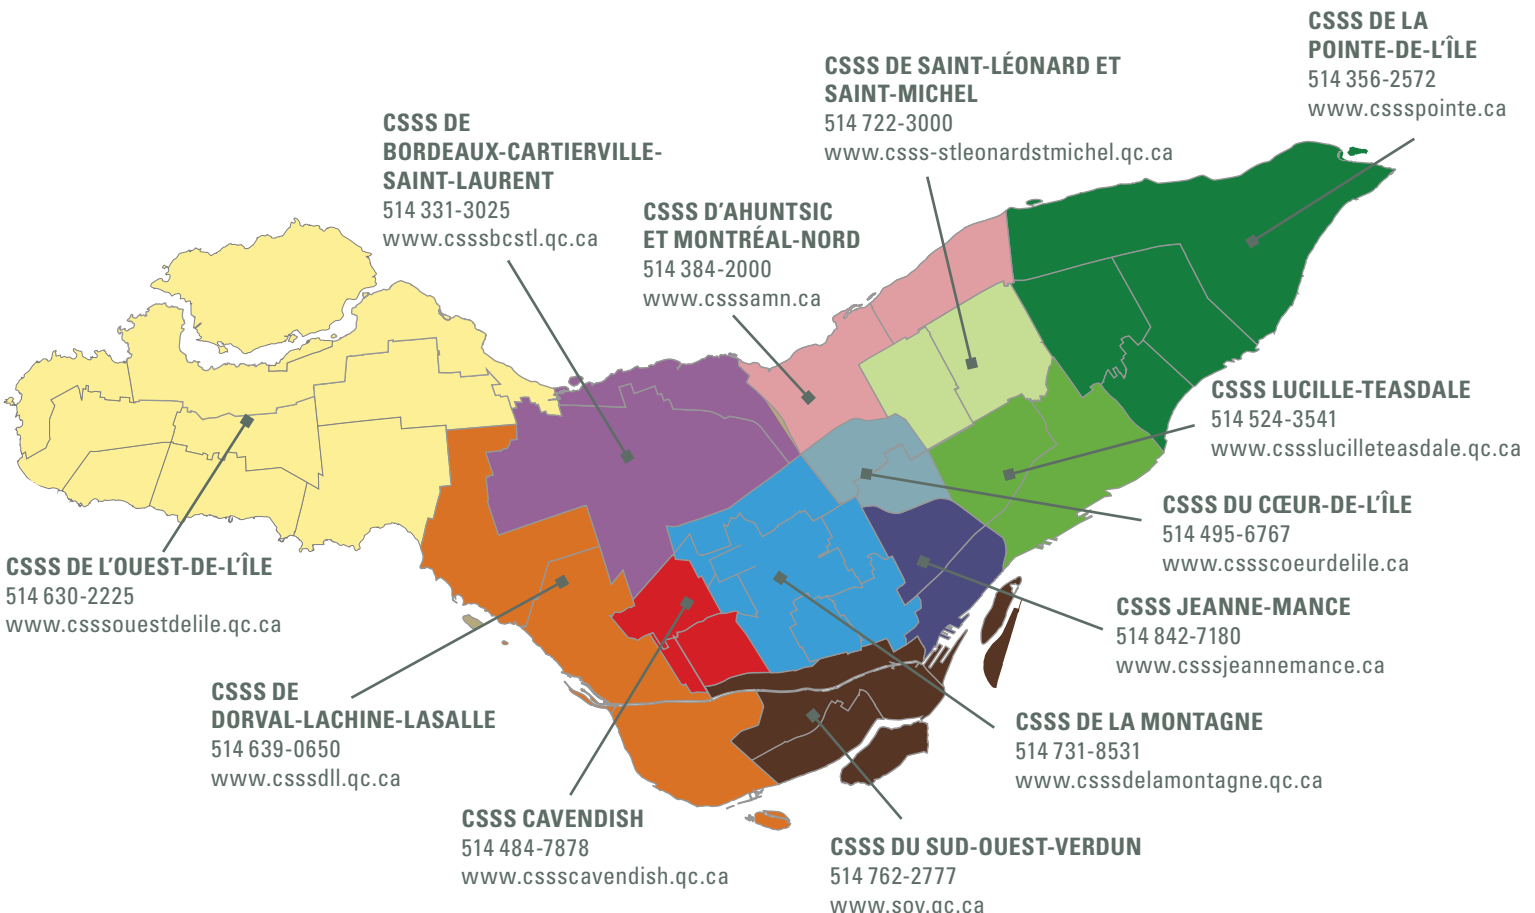 CSSS DE LA
POINTE-DE-L'ÎLE
514 356-2572
www.cssspointe.ca
CSSS DE SAINT-LÉONARD ET
SAINT-MICHEL
514 722-3000
www.csss-stleonardstmichel.qc.ca
CSSS DE
BORDEAUX-CARTIERVILLE-
SAINT-LAURENT
514 331-3025
www.csssbcstl.qc.ca
CSSS D'AHUNTSIC
ET MONTRÉAL-NORD
514 384-2000
www.csssamn.ca
CSSS LUCILLE-TEASDALE
514 524-3541
www.cssslucilleteasdale.qc.ca
CSSS DU CŒUR-DE-L'ÎLE
514 495-6767
www.cssscoeurdelile.ca
CSSS DE L'OUEST-DE-L'ÎLE
514 630-2225
www.csssouestdelile.qc.ca
CSSS JEANNE-MANCE
514 842-7180
www.csssjeannemance.ca
CSSS DE
DORVAL-LACHINE-LASALLE
514 639-0650
www.csssdll.qc.ca
CSSS DE LA MONTAGNE
514 731-8531
www.csssdelamontagne.qc.ca
CSSS CAVENDISH
514 484-7878
www.cssscavendish.qc.ca
CSSS DU SUD-OUEST-VERDUN
514 762-2777
www.sov.qc.ca